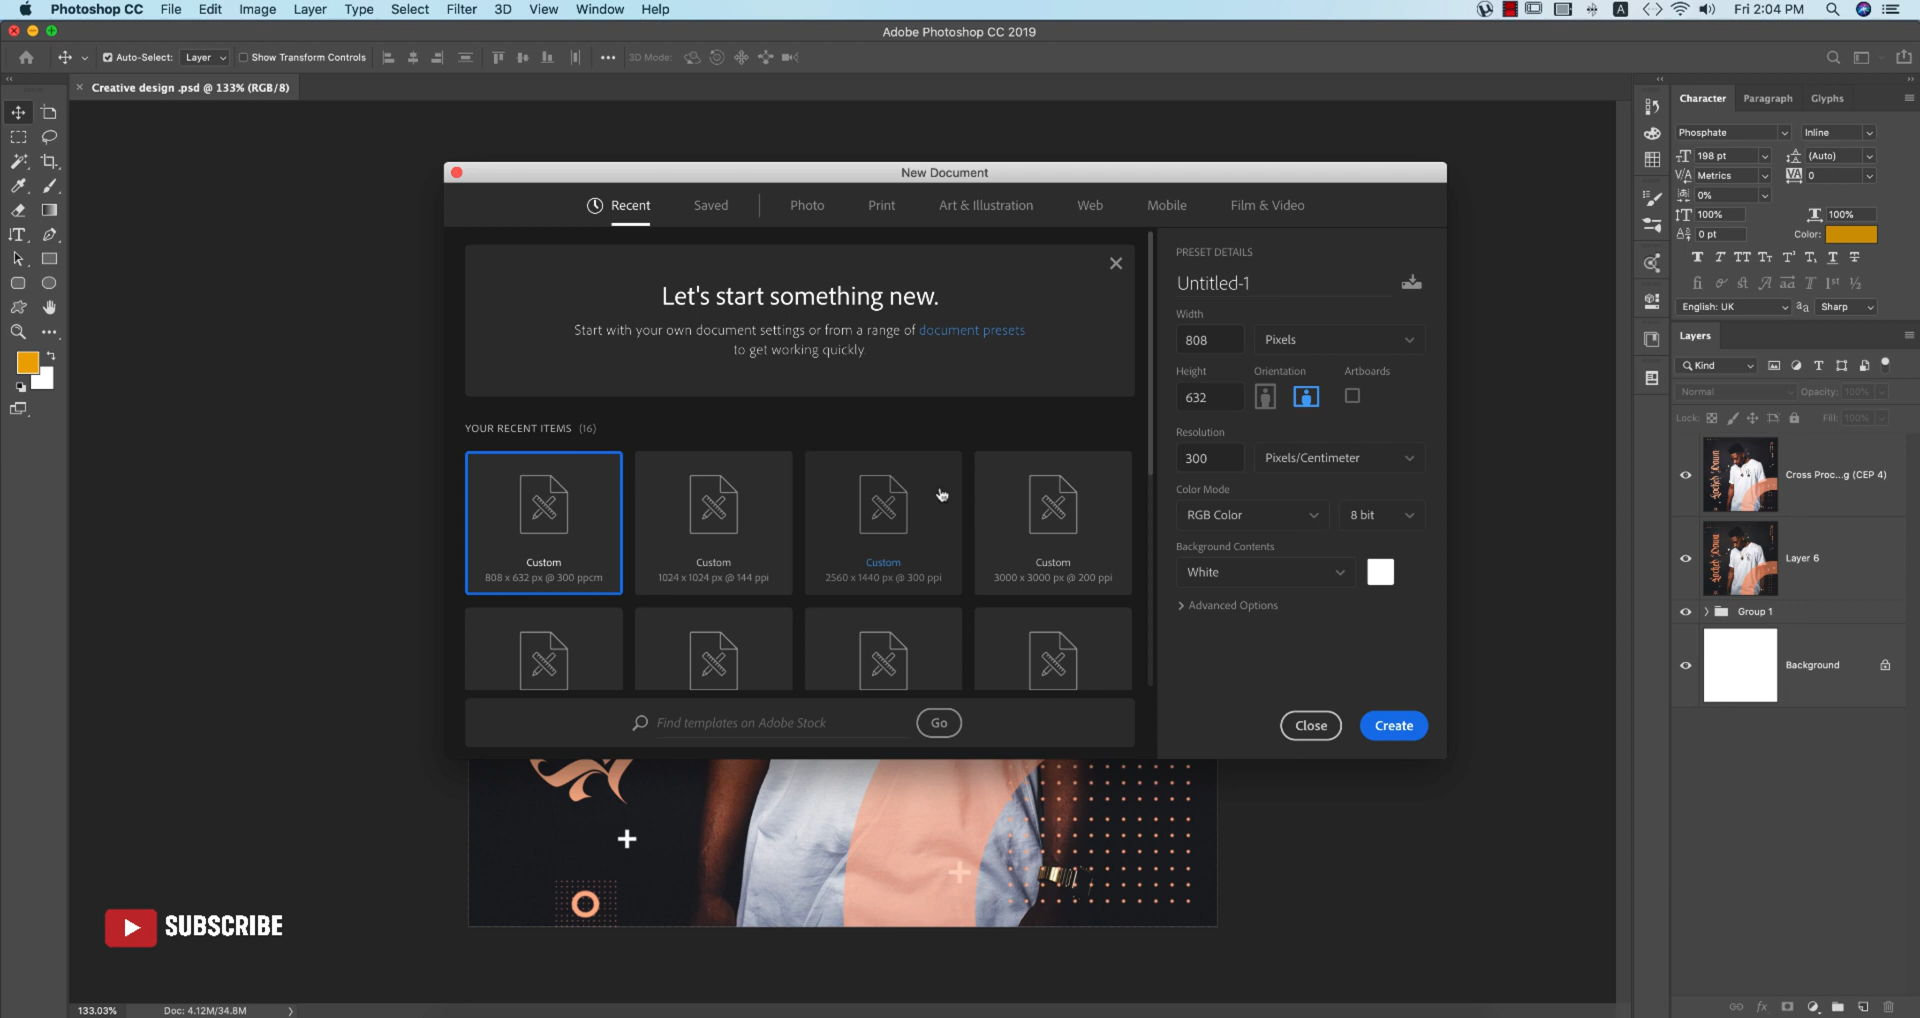 Photoshop CC File Edit Image Layer Type Select Filter 3D View Window Help A Fri 2:04 PM
Adobe Photoshop CC 2019
Auto-Select: Layer Show Transform Controls 3D Mode:
Creative design .psd @ 133% (RGB/8)
Character Paragraph Glyphs
Phosphate Inline
198 pt (Auto)
Metrics 0
0%
100% 100%
0 pt Color:
English: UK Sharp
Layers
Kind
Normal Opacity: 100%
Lock: Fill: 100%
Cross Proc...g (CEP 4)
Layer 6
Group 1
Background
New Document
Recent Saved Photo Print Art & Illustration Web Mobile Film & Video
Let's start something new.
Start with your own document settings or from a range of document presets
to get working quickly.
YOUR RECENT ITEMS (16)
Custom
808 x 632 px @ 300 ppcm
Custom
1024 x 1024 px @ 144 ppi
Custom
2560 x 1440 px @ 300 ppi
Custom
3000 x 3000 px @ 200 ppi
Find templates on Adobe Stock Go
PRESET DETAILS
Untitled-1
Width
808 Pixels
Height Orientation Artboards
632
Resolution
300 Pixels/Centimeter
Color Mode
RGB Color 8 bit
Background Contents
White
Advanced Options
Close Create
SUBSCRIBE
133.03% Doc: 4.12M/34.8M